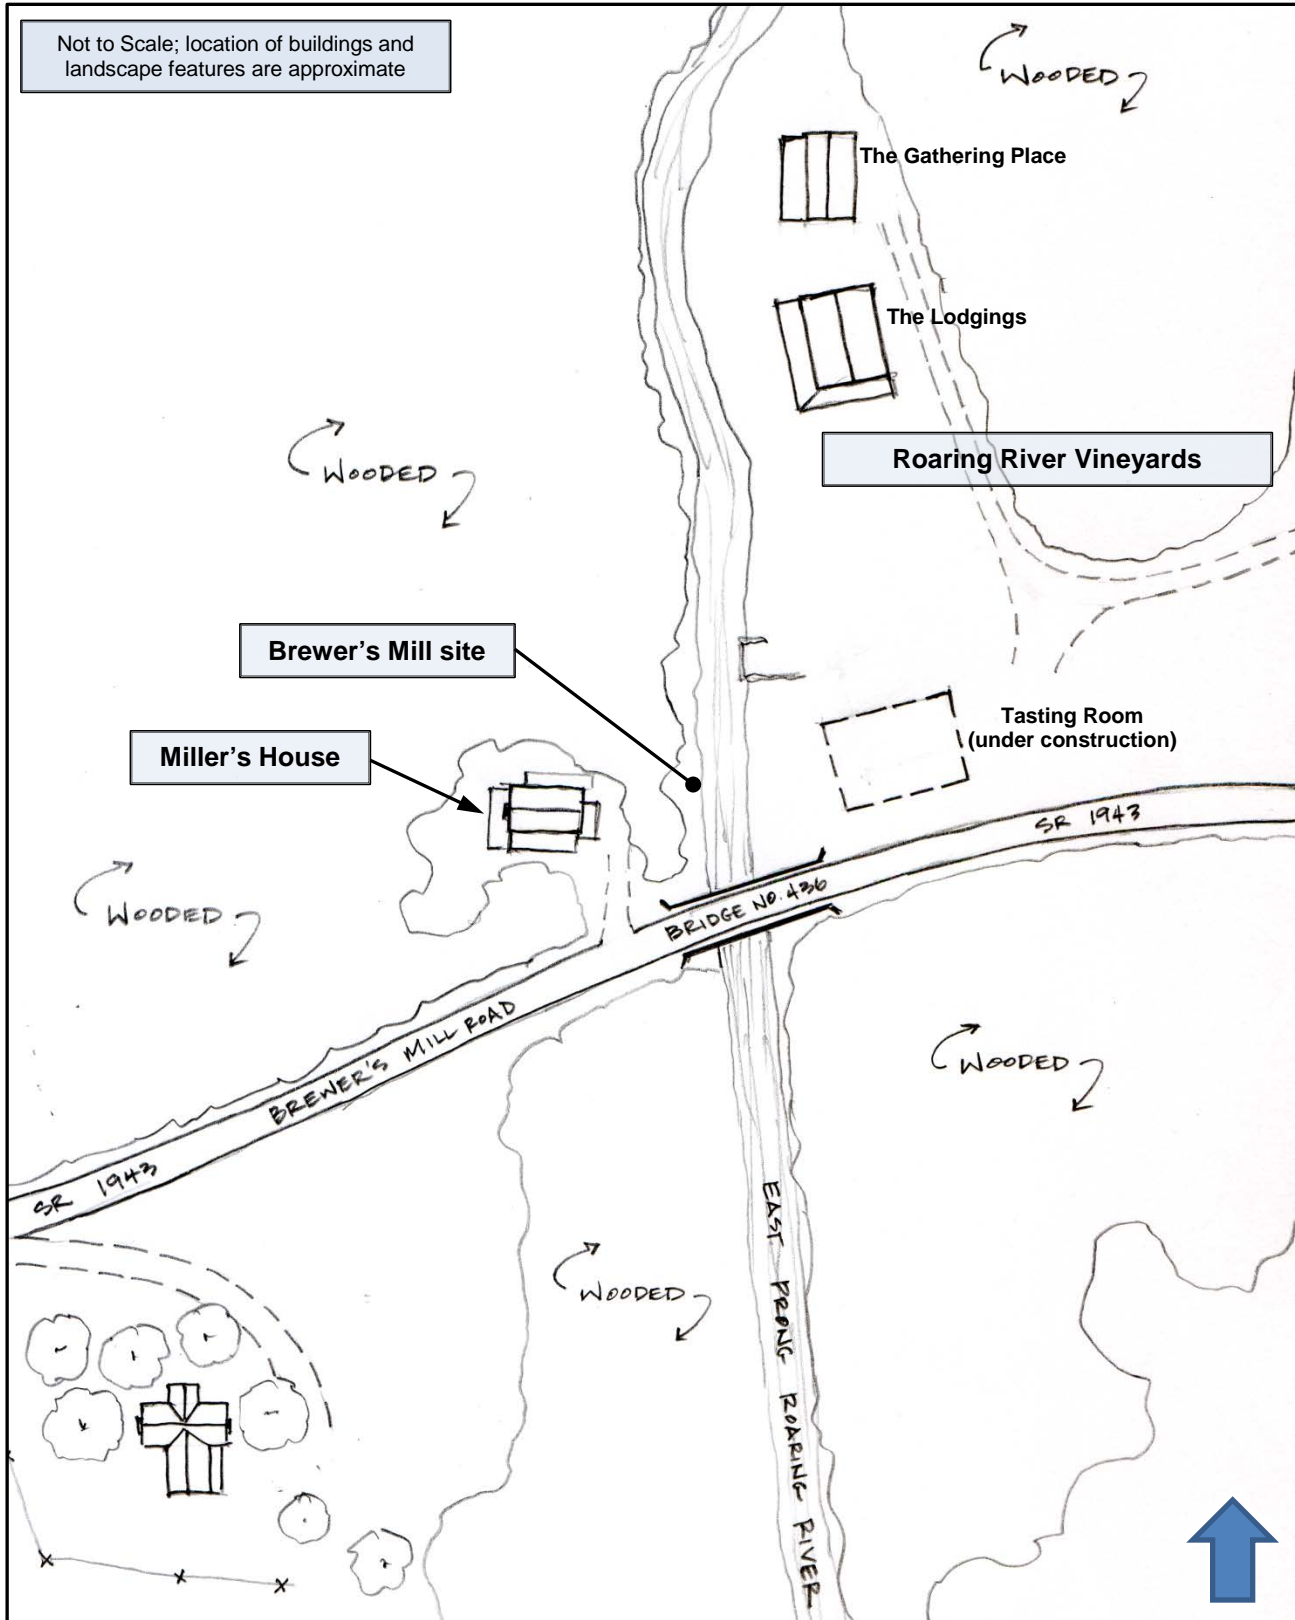 Not to Scale; location of buildings and
landscape features are approximate
WOODED
The Gathering Place
The Lodgings
Roaring River Vineyards
WOODED
Brewer’s Mill site
Miller’s House
Tasting Room
(under construction)
SR 1943
BRIDGE NO. 436
WOODED
BREWER'S MILL ROAD
SR 1943
WOODED
WOODED
EAST PRONG ROARING RIVER